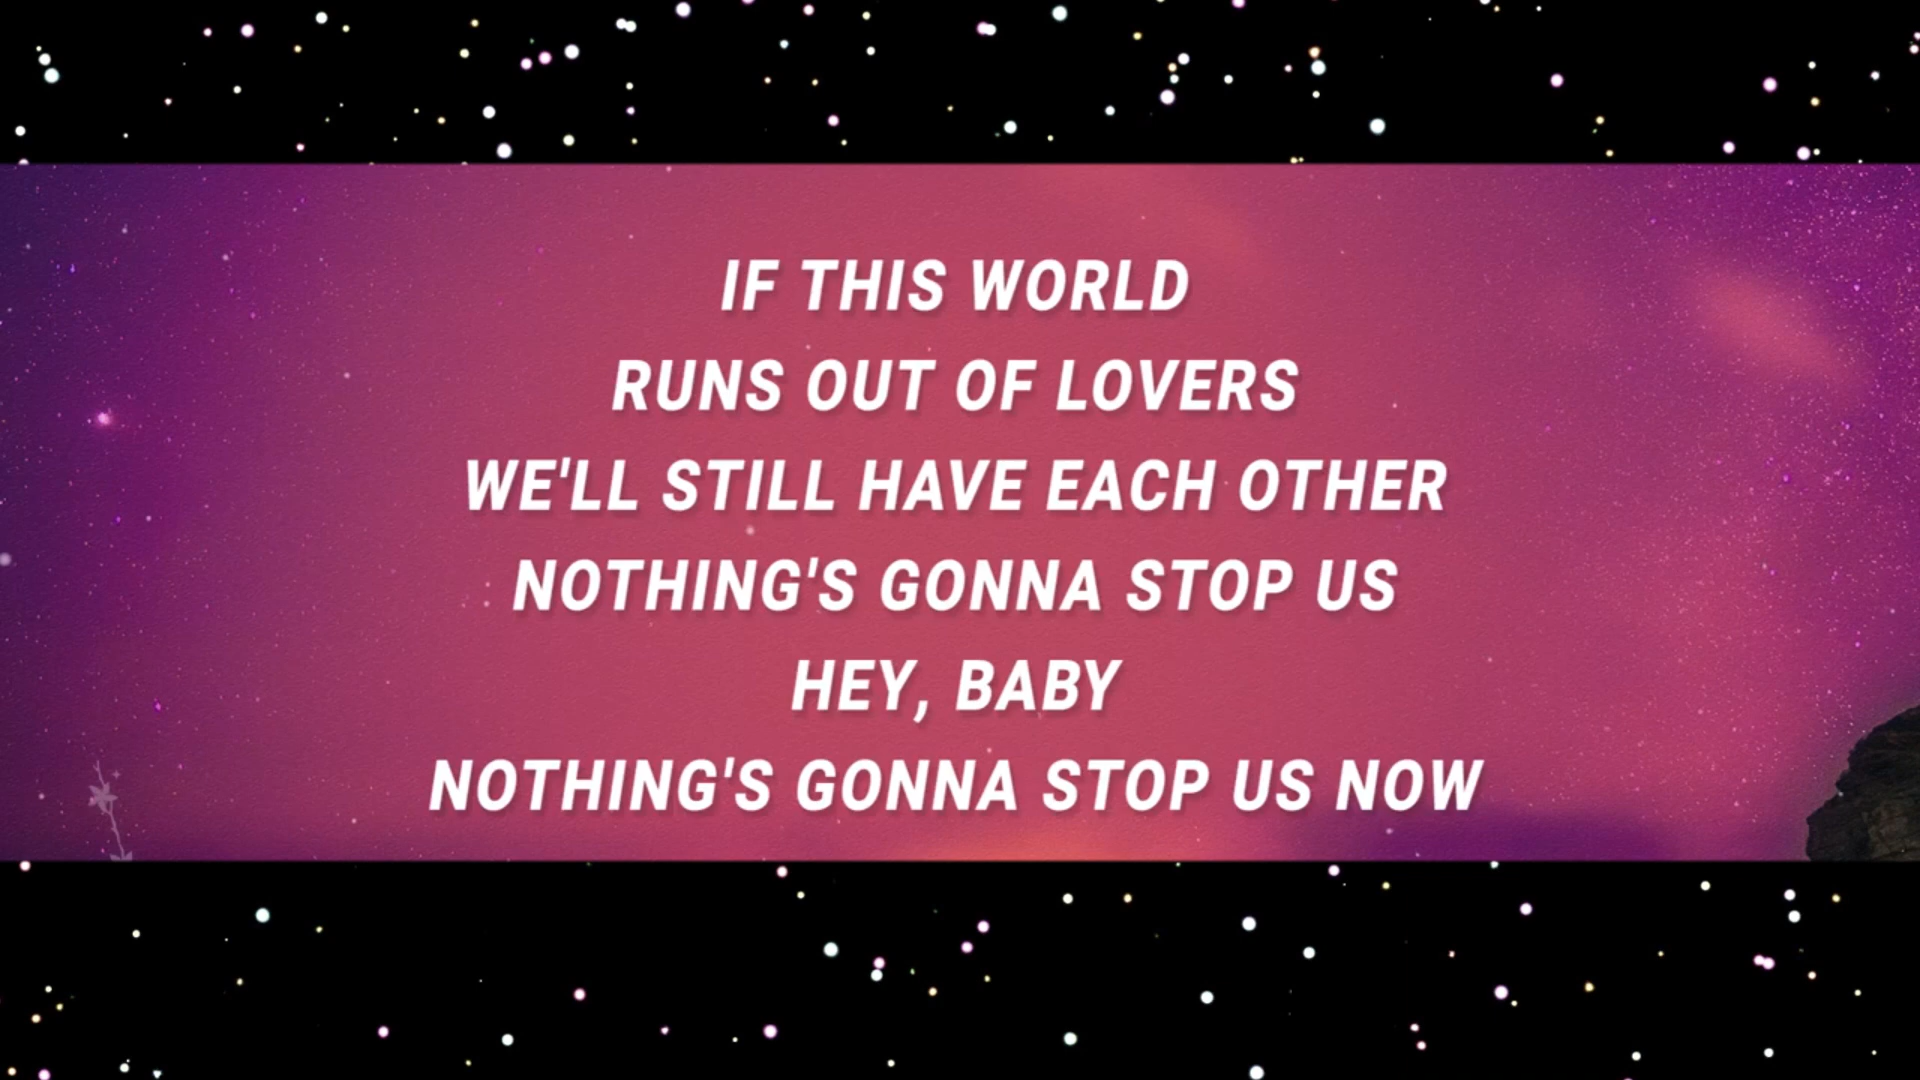 IF THIS WORLD
RUNS OUT OF LOVERS
WE'LL STILL HAVE EACH OTHER
NOTHING'S GONNA STOP US
HEY, BABY
NOTHING'S GONNA STOP US NOW